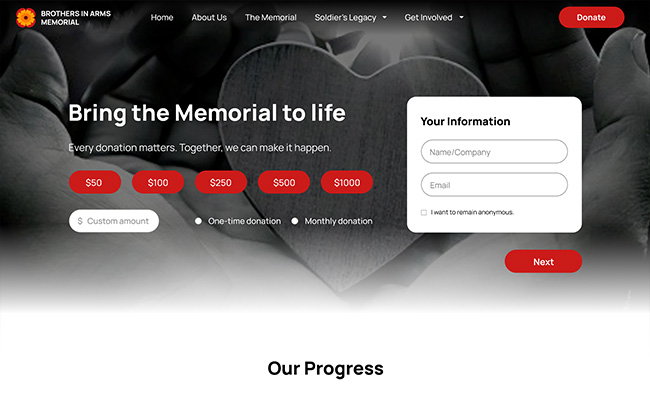 BROTHERS IN ARMS
MEMORIAL
Home
About Us
The Memorial
Soldier's Legacy
Get Involved
Donate
Bring the Memorial to life
Every donation matters. Together, we can make it happen.
$50
$100
$250
$500
$1000
$ Custom amount
One-time donation
Monthly donation
Your Information
Name/Company
Email
I want to remain anonymous.
Next
Our Progress